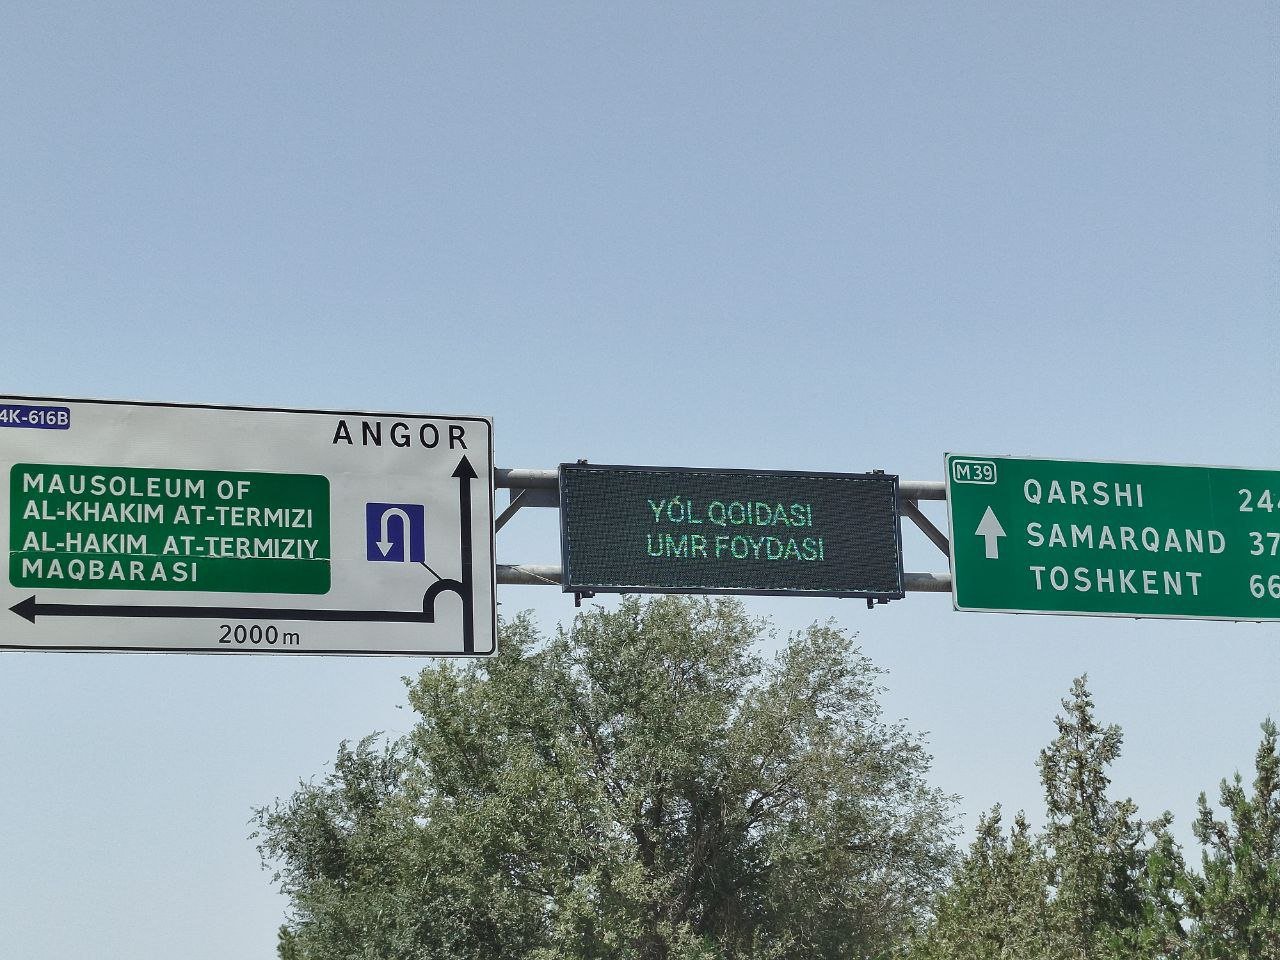 4K-616B
ANGOR
MAUSOLEUM OF
AL-KHAKIM AT-TERMIZI
AL-HAKIM AT-TERMIZIY
MAQBARASI
2000m
YÓL QOIDASI
UMR FOYDASI
M39
QARSHI
SAMARQAND
TOSHKENT